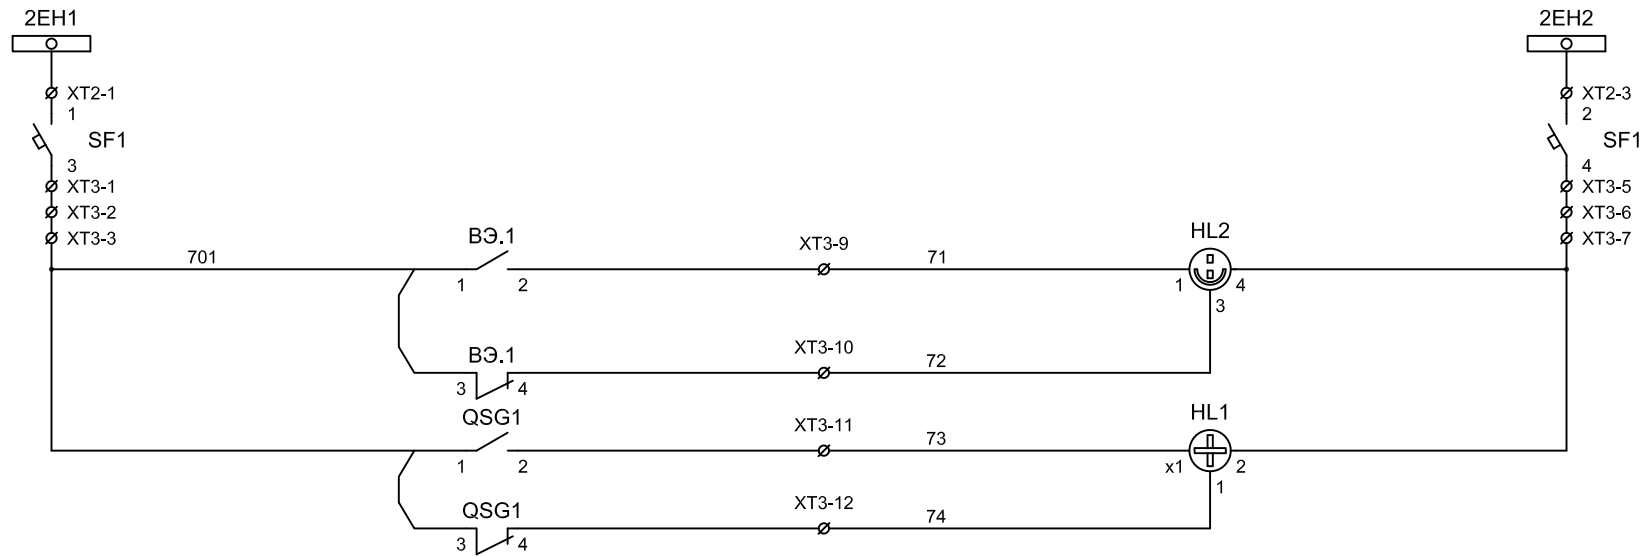 2EH1 2EH2
XT2-1 XT2-3
1 2
SF1 SF1
3 4
XT3-1 XT3-5
XT3-2 XT3-6
XT3-3 XT3-7
701 ВЭ.1 XT3-9 71 HL2
1 2 1 4
3
ВЭ.1 XT3-10 72
3 4
QSG1 XT3-11 73 HL1
1 2 x1 2
1
QSG1 XT3-12 74
3 4